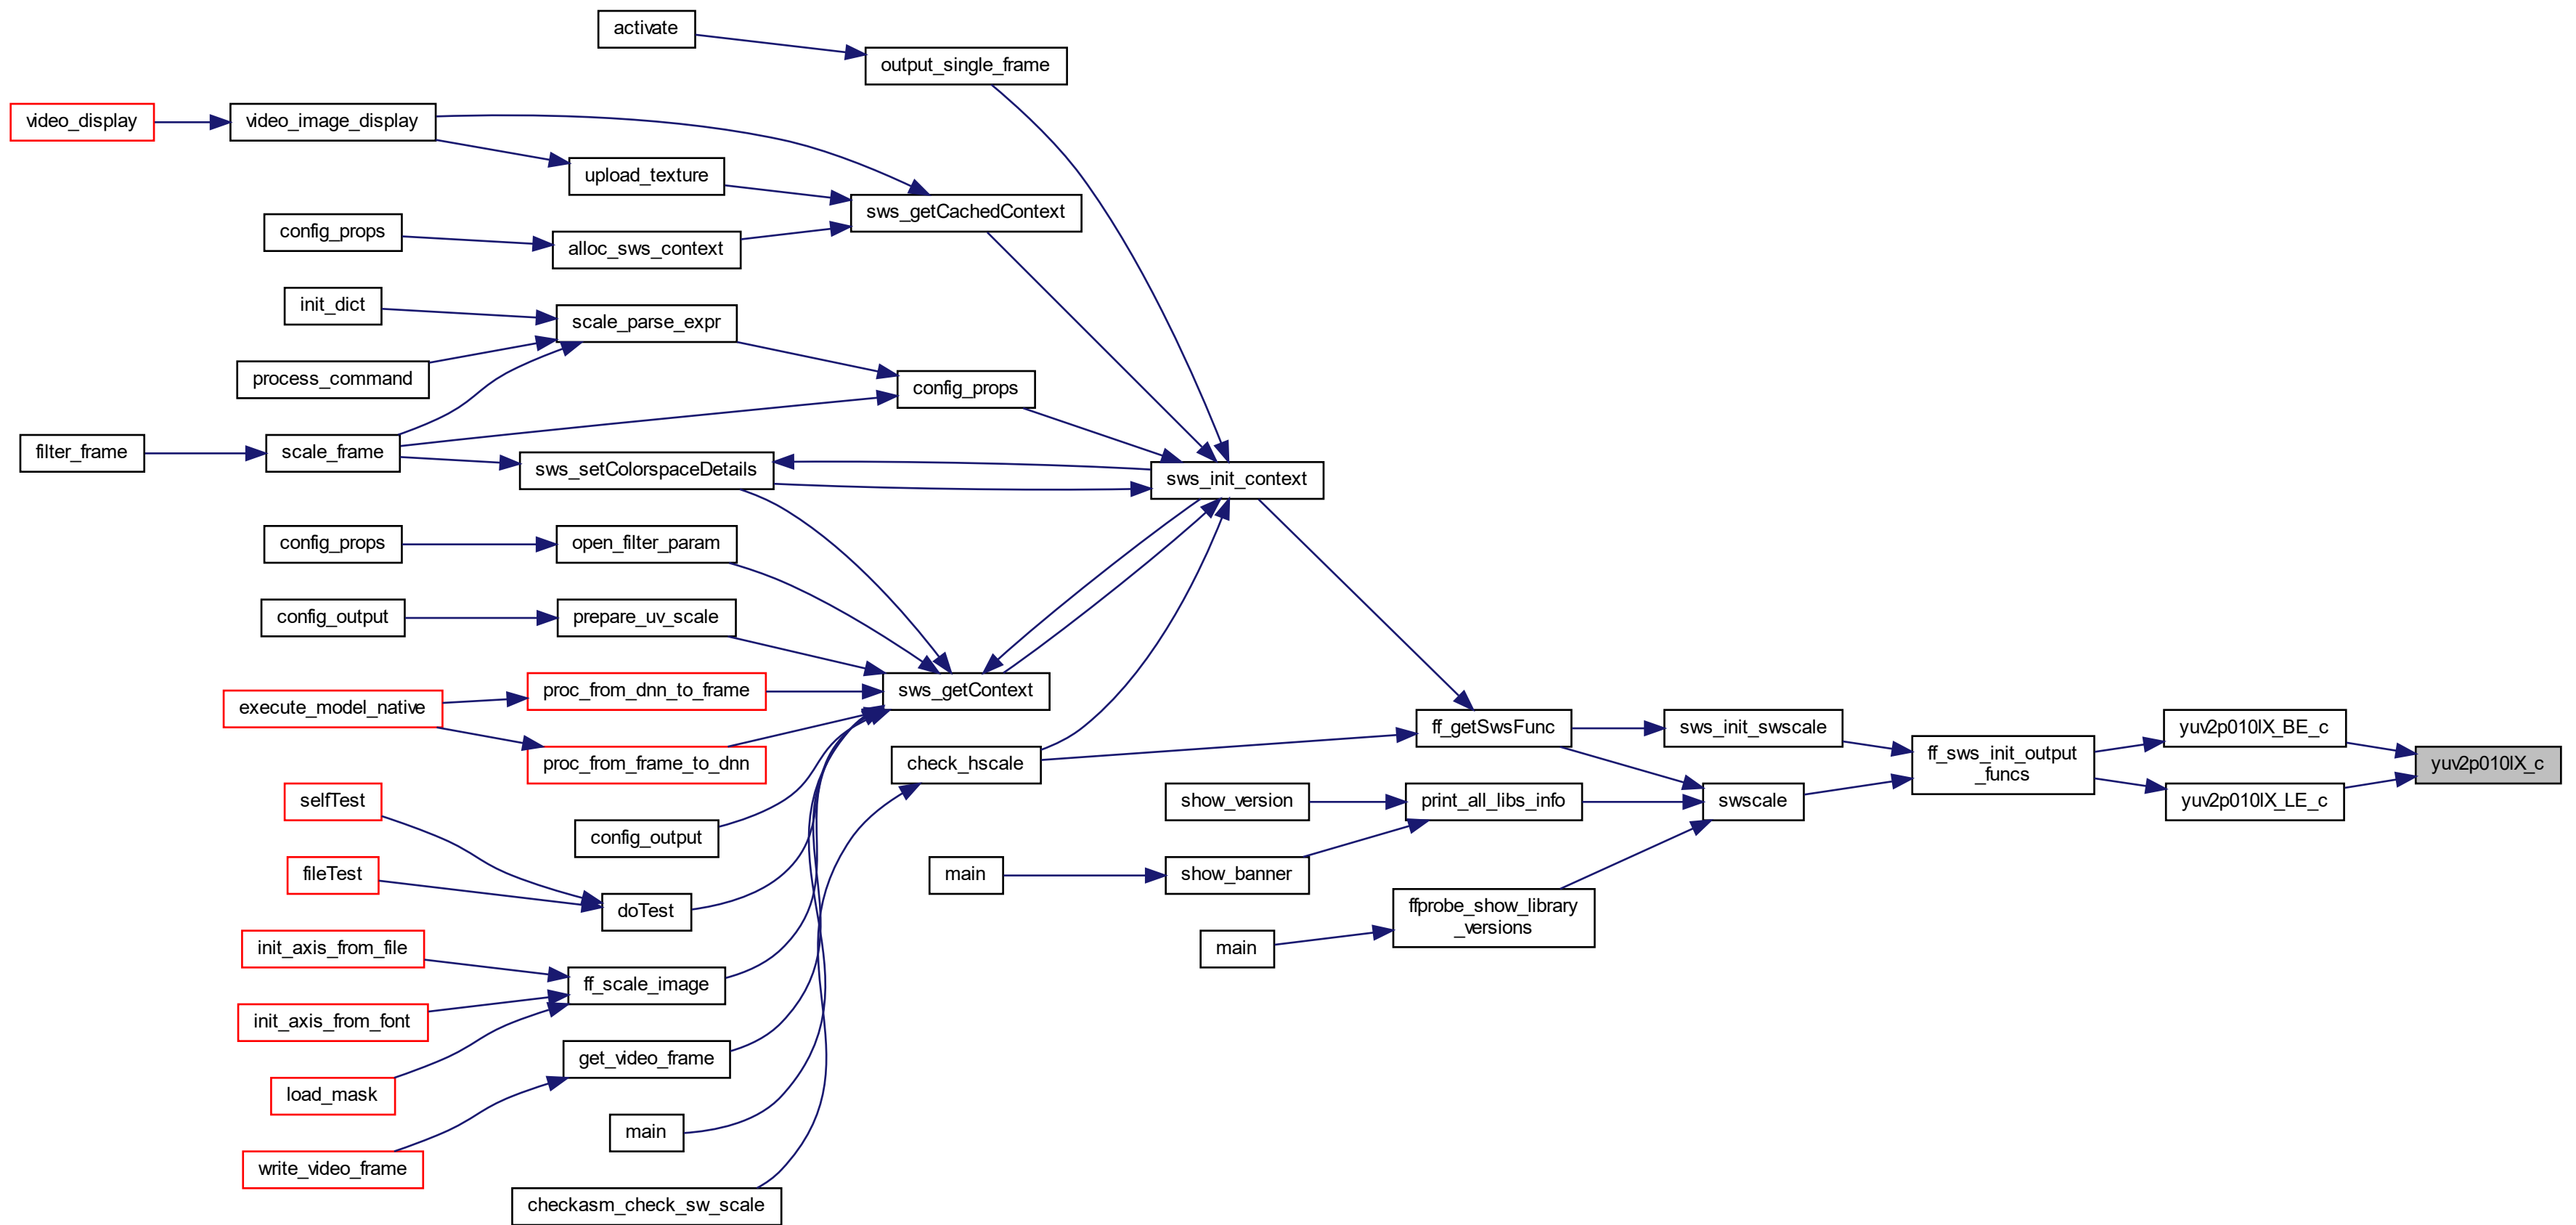 activate
output_single_frame
video_display
video_image_display
upload_texture
sws_getCachedContext
config_props
alloc_sws_context
init_dict
scale_parse_expr
process_command
config_props
filter_frame
scale_frame
sws_setColorspaceDetails
sws_init_context
config_props
open_filter_param
config_output
prepare_uv_scale
execute_model_native
proc_from_dnn_to_frame
sws_getContext
proc_from_frame_to_dnn
check_hscale
ff_getSwsFunc
sws_init_swscale
ff_sws_init_output
_funcs
yuv2p010lX_BE_c
yuv2p010lX_c
yuv2p010lX_LE_c
selfTest
config_output
show_version
print_all_libs_info
swscale
fileTest
doTest
main
show_banner
ffprobe_show_library
_versions
main
init_axis_from_file
ff_scale_image
init_axis_from_font
load_mask
get_video_frame
main
write_video_frame
checkasm_check_sw_scale